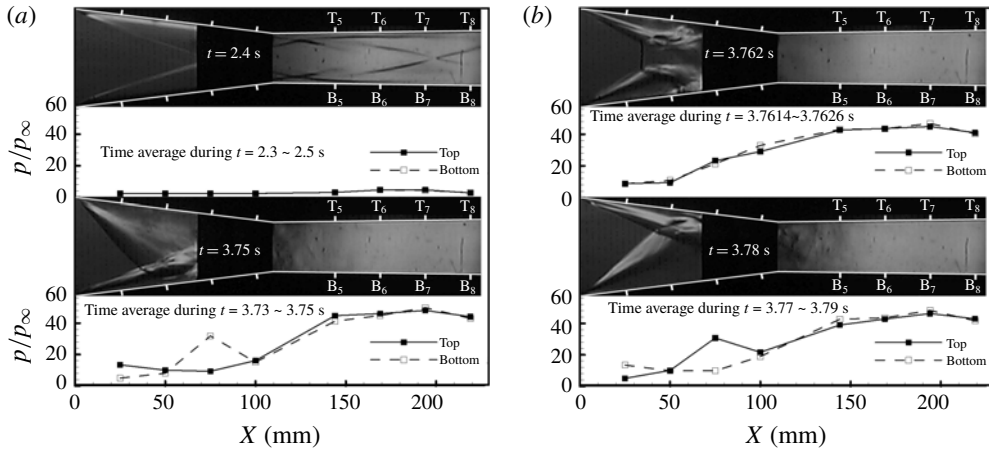 (a)
T5 T6 T7 T8
t = 2.4 s
B5 B6 B7 B8
60
40
20
0
p/p∞
Time average during t = 2.3 ~ 2.5 s
Top
Bottom
T5 T6 T7 T8
t = 3.75 s
B5 B6 B7 B8
60
40
20
0
p/p∞
Time average during t = 3.73 ~ 3.75 s
Top
Bottom
0 50 100 150 200
X (mm)
(b)
T5 T6 T7 T8
t = 3.762 s
B5 B6 B7 B8
60
40
20
0
Time average during t = 3.7614~3.7626 s
Top
Bottom
T5 T6 T7 T8
t = 3.78 s
B5 B6 B7 B8
60
40
20
0
Time average during t = 3.77 ~ 3.79 s
Top
Bottom
0 50 100 150 200
X (mm)